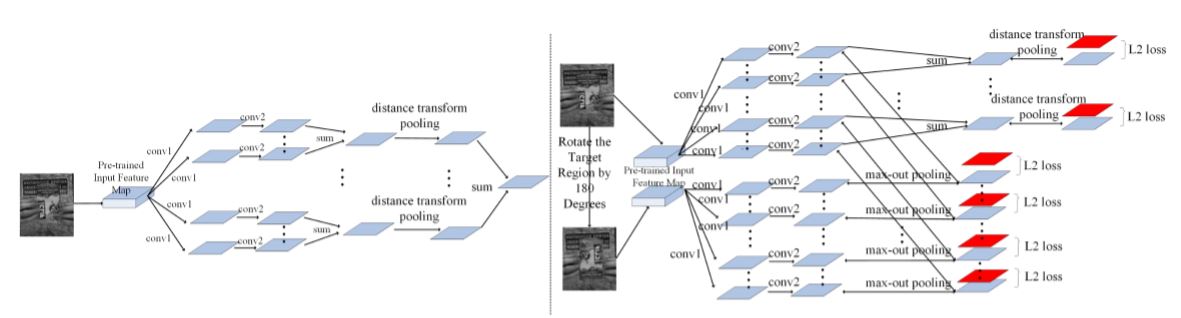 Pre-trained
Input Feature
Map
conv1
conv1
conv1
conv1
conv2
conv2
conv2
conv2
sum
sum
distance transform
pooling
distance transform
pooling
sum
Rotate the
Target
Region by
180
Degrees
Pre-trained Input
Feature Map
conv1
conv1
conv1
conv1
conv1
conv1
conv1
conv2
conv2
conv2
conv2
conv2
conv2
conv2
conv2
sum
sum
distance transform
pooling
L2 loss
distance transform
pooling
L2 loss
max-out pooling
L2 loss
max-out pooling
L2 loss
max-out pooling
L2 loss
max-out pooling
L2 loss